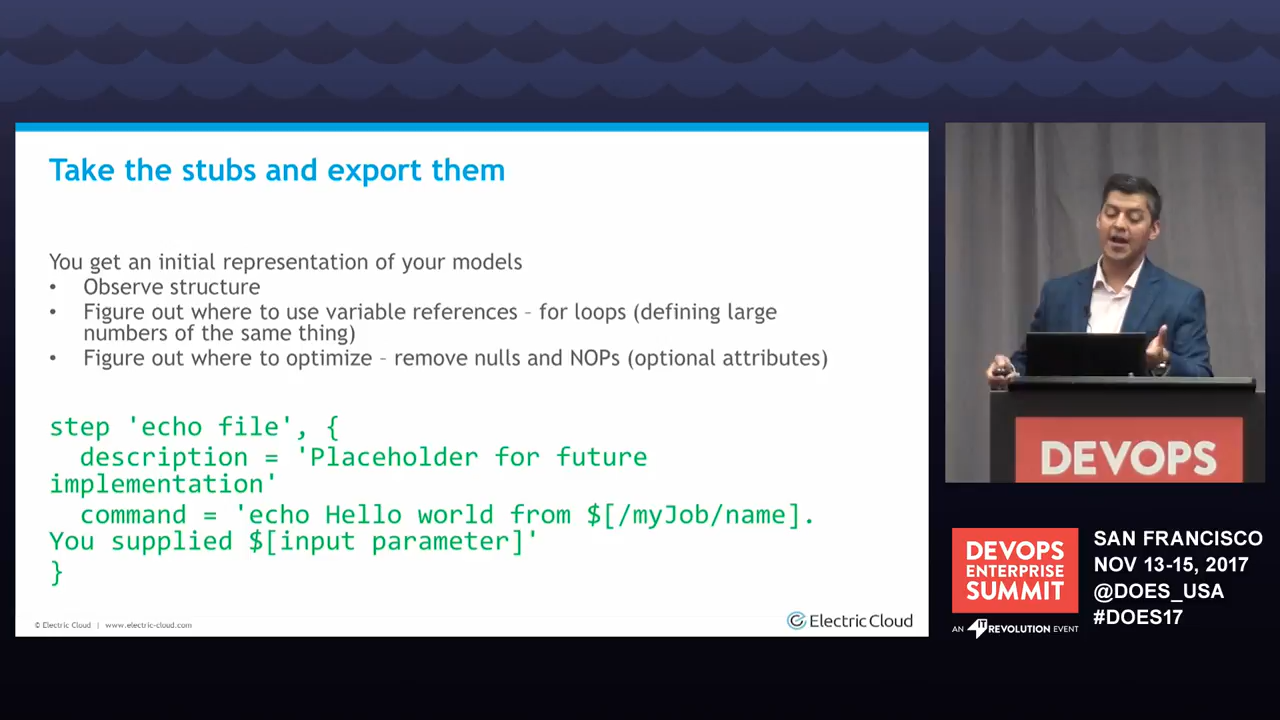 Take the stubs and export them
You get an initial representation of your models
• Observe structure
• Figure out where to use variable references – for loops (defining large
numbers of the same thing)
• Figure out where to optimize – remove nulls and NOPs (optional attributes)
step 'echo file', {
description = 'Placeholder for future
implementation'
command = 'echo Hello world from $[/myJob/name].
You supplied $[input parameter]'
}
© Electric Cloud | www.electric-cloud.com
Electric Cloud
DEVOPS
DEVOPS
ENTERPRISE
SUMMIT
AN IT REVOLUTION EVENT
SAN FRANCISCO
NOV 13-15, 2017
@DOES_USA
#DOES17